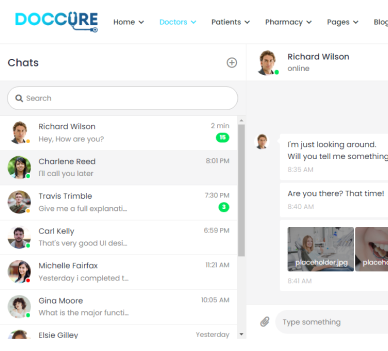 DOCCURE
Home Doctors Patients Pharmacy Pages Blog
Chats
Search
Richard Wilson 2 min
Hey, How are you? 15
Charlene Reed 8:01 PM
I'll call you later
Travis Trimble 7:30 PM
Give me a full explanati... 3
Carl Kelly 6:59 PM
That's very good UI desi...
Michelle Fairfax 11:21 AM
Yesterday i completed t...
Gina Moore 10:05 AM
What is the major functi...
Elsie Gilley Yesterday
Richard Wilson
online
I'm just looking around.
Will you tell me something
8:35 AM
Are you there? That time!
8:40 AM
placeholder.jpg placeho
8:41 AM
Type something